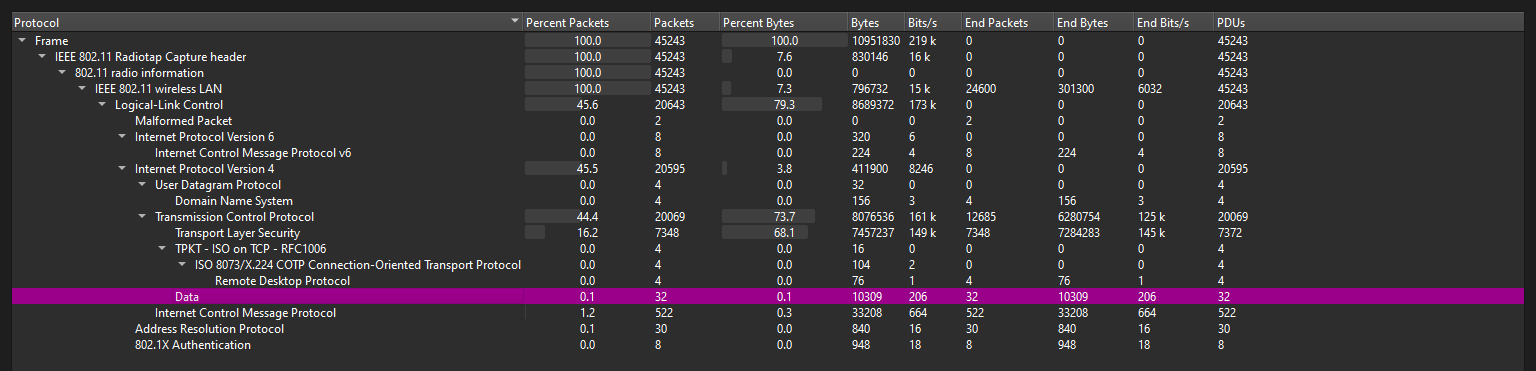 Protocol Percent Packets Packets Percent Bytes Bytes Bits/s End Packets End Bytes End Bits/s PDUs
Frame 100.0 45243 100.0 10951830 219 k 0 0 0 45243
IEEE 802.11 Radiotap Capture header 100.0 45243 7.6 830146 16 k 0 0 0 45243
802.11 radio information 100.0 45243 0.0 0 0 0 0 0 45243
IEEE 802.11 wireless LAN 100.0 45243 7.3 796732 15 k 24600 301300 6032 45243
Logical-Link Control 45.6 20643 79.3 8689372 173 k 0 0 0 20643
Malformed Packet 0.0 2 0.0 0 0 2 0 0 2
Internet Protocol Version 6 0.0 8 0.0 320 6 0 0 0 8
Internet Control Message Protocol v6 0.0 8 0.0 224 4 8 224 4 8
Internet Protocol Version 4 45.5 20595 3.8 411900 8246 0 0 0 20595
User Datagram Protocol 0.0 4 0.0 32 0 0 0 0 4
Domain Name System 0.0 4 0.0 156 3 4 156 3 4
Transmission Control Protocol 44.4 20069 73.7 8076536 161 k 12685 6280754 125 k 20069
Transport Layer Security 16.2 7348 68.1 7457237 149 k 7348 7284283 145 k 7372
TPKT - ISO on TCP - RFC1006 0.0 4 0.0 16 0 0 0 0 4
ISO 8073/X.224 COTP Connection-Oriented Transport Protocol 0.0 4 0.0 104 2 0 0 0 4
Remote Desktop Protocol 0.0 4 0.0 76 1 4 76 1 4
Data 0.1 32 0.1 10309 206 32 10309 206 32
Internet Control Message Protocol 1.2 522 0.3 33208 664 522 33208 664 522
Address Resolution Protocol 0.1 30 0.0 840 16 30 840 16 30
802.1X Authentication 0.0 8 0.0 948 18 8 948 18 8